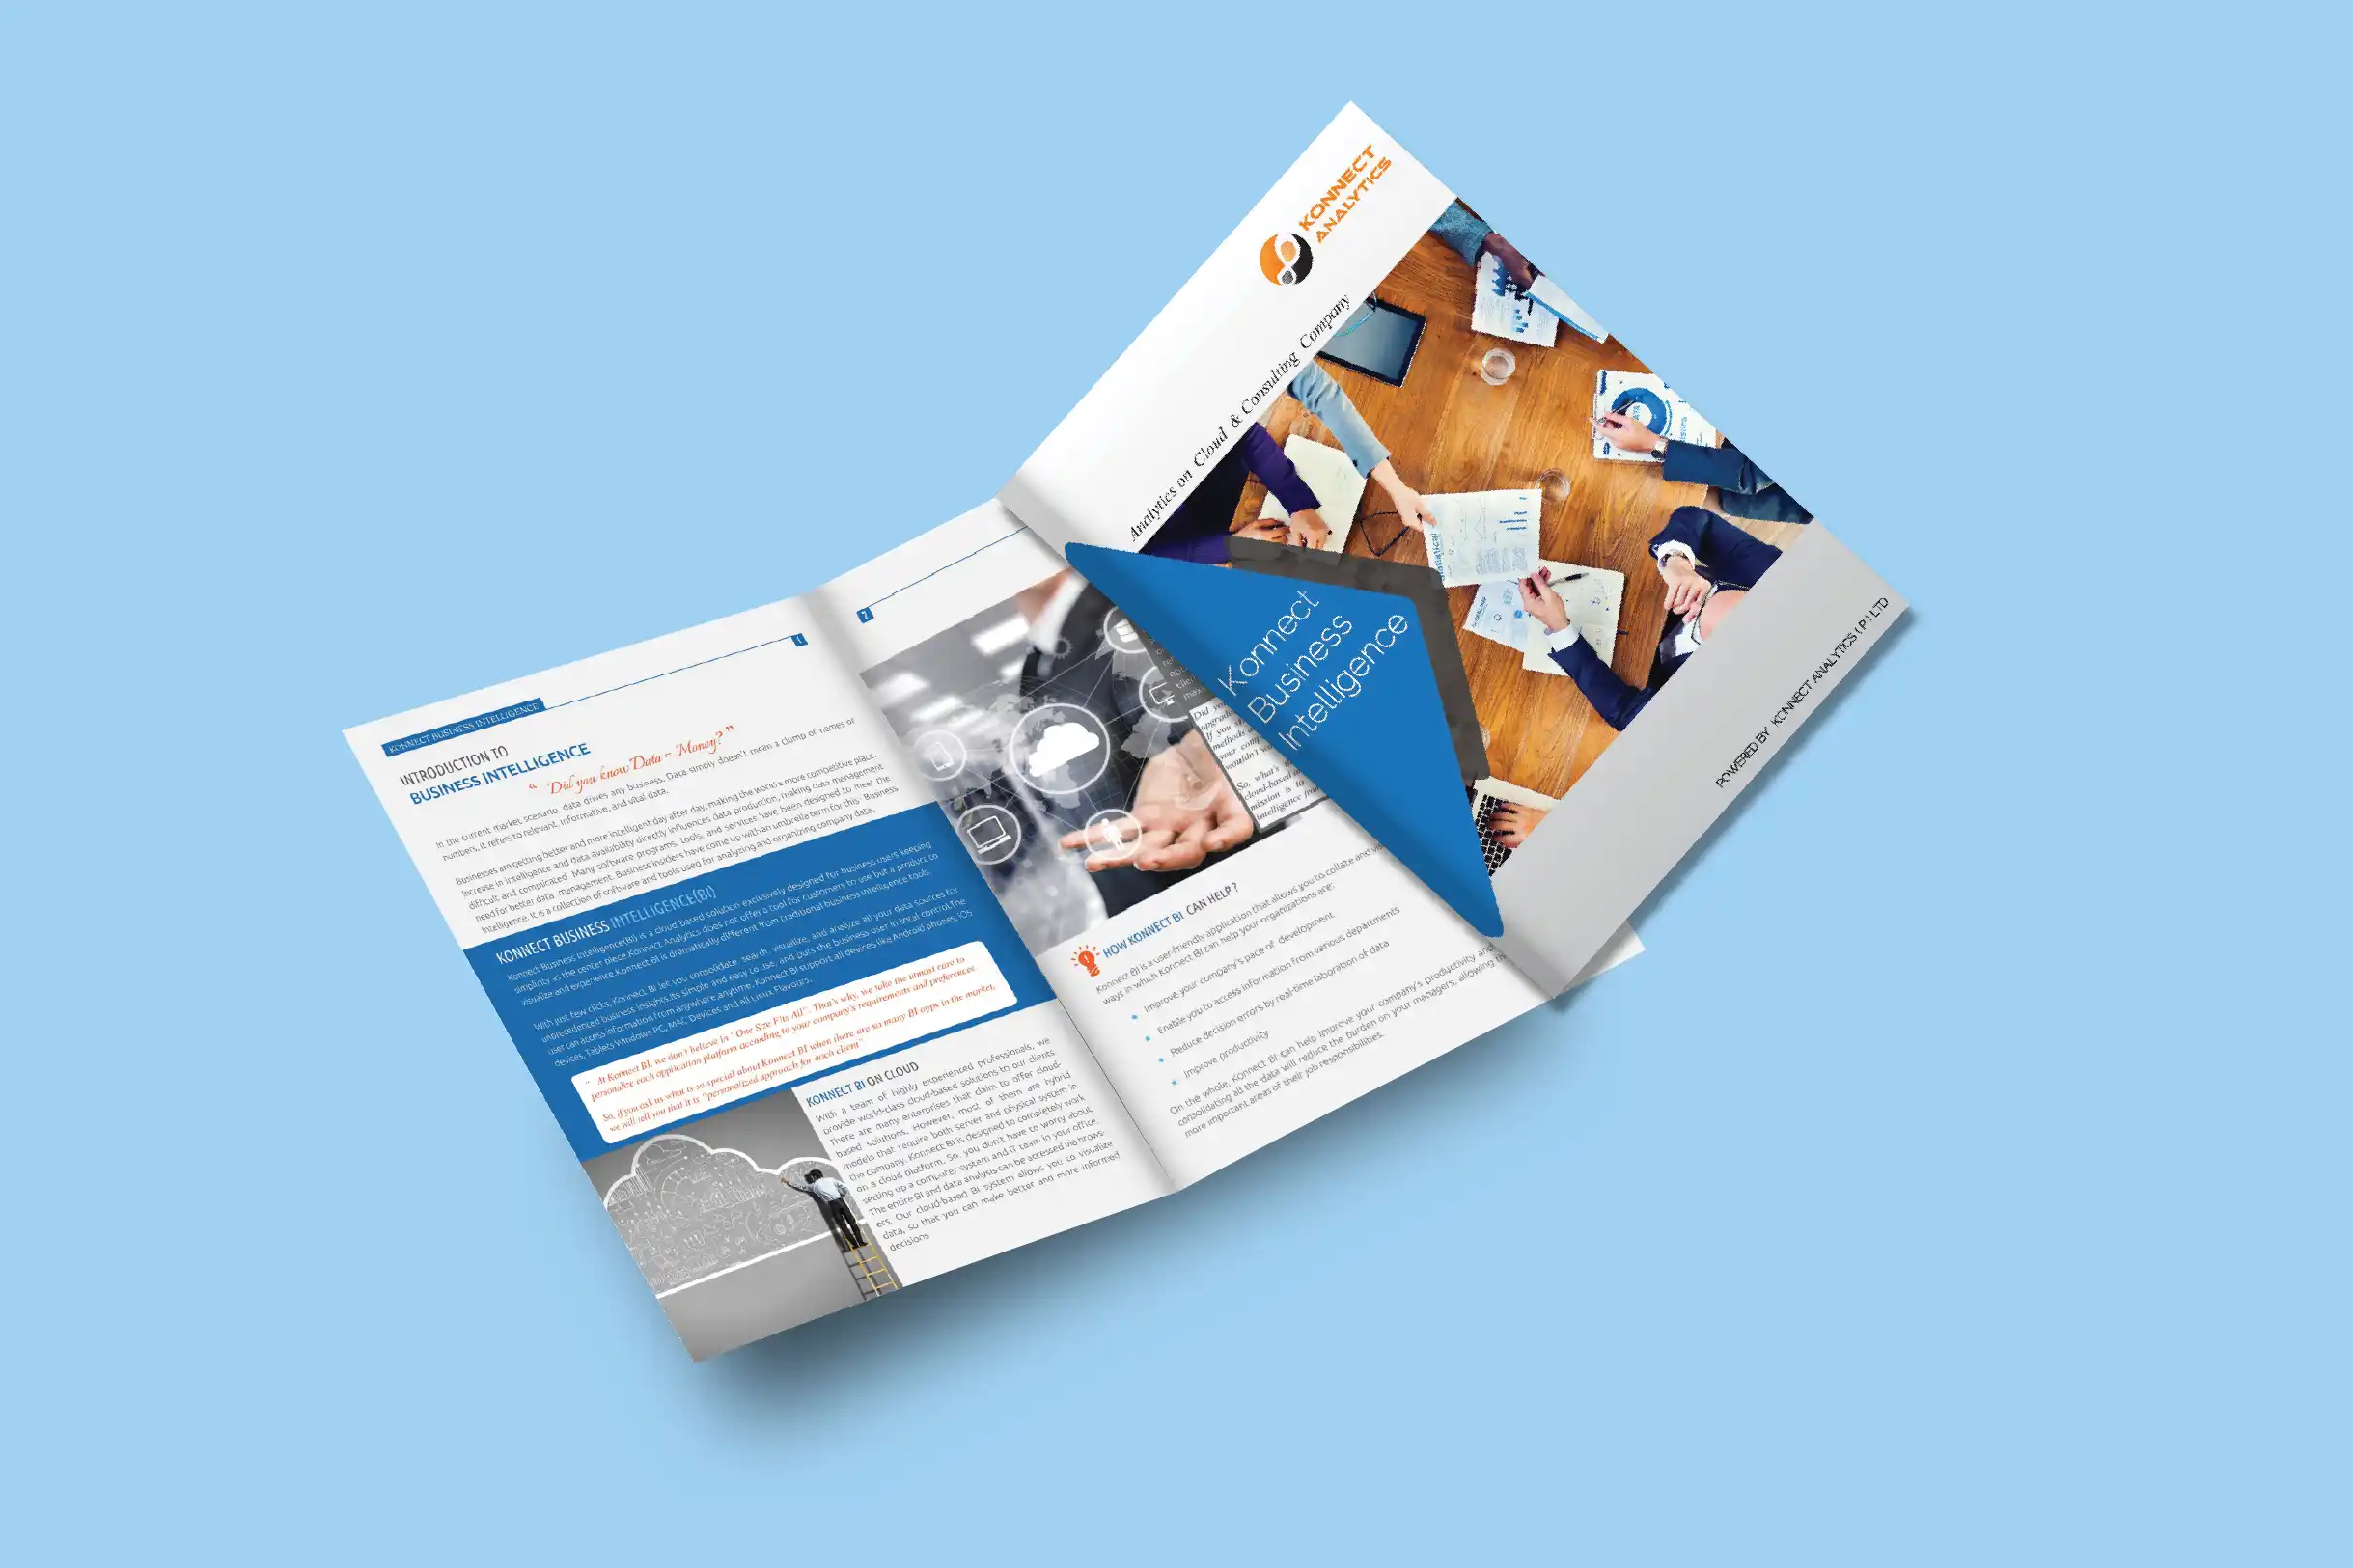 KONNECT
ANALYTICS
Analytics on Cloud & Consulting Company
Konnect
Business
Intelligence
POWERED BY KONNECT ANALYTICS ( P ) LTD
KONNECT BUSINESS INTELLIGENCE
1
INTRODUCTION TO
BUSINESS INTELLIGENCE
“ Did you know Data = Money? ”
In the current market scenario, data drives any business. Data simply doesn't mean a clump of names or
numbers, it refers to relevant, informative, and vital data.
Businesses are getting better and more intelligent day after day, making the world a more competitive place.
Increase in intelligence and data availability directly influences data production, making data management
difficult and complicated. Many software programs, tools, and services have been designed to meet the
need for better data management. Business insiders have come up with an umbrella term for this - Business
Intelligence. It is a collection of software and tools used for analysing and organizing company data.
KONNECT BUSINESS INTELLIGENCE(BI)
Konnect Business Intelligence(BI) is a cloud based solution exclusively designed for business users keeping
simplicity as the center piece.Konnect Analytics does not offer a tool for customers to use but a product to
visualize and experience.Konnect BI is dramatically different from traditional business intelligence tools.
With just few clicks, Konnect BI let you consolidate, search, visualize, and analyze all your data sources for
unprecedented business insights.Its simple and easy to use, and puts the business user in total control.The
user can access information from anywhere anytime. Konnect BI support all devices like Android phones, IOS
devices, Tablets Windows PC, MAC Devices and all Linux Flavours.
“ At Konnect BI, we don't believe in “One Size Fits All”. That's why, we take the utmost care to
personalize each application platform according to your company's requirements and preferences.
So, if you ask us what is so special about Konnect BI when there are so many BI apps in the market,
we will tell you that it is “personalized approach for each client”
KONNECT BI ON CLOUD
With a team of highly experienced professionals, we
provide world-class cloud-based solutions to our clients.
There are many enterprises that claim to offer cloud-
based solutions. However, most of them are hybrid
models that require both server and physical system in
the company. Konnect BI is designed to completely work
on a cloud platform. So, you don't have to worry about
setting up a computer system and IT team in your office.
The entire BI and data analysis can be accessed via brows-
ers. Our cloud-based BI system allows you to visualize
data, so that you can make better and more informed
decisions
2
Did yo
upgradi
If you
methods
your comp
wouldn't w
So, what's
cloud-based
mission is to
intelligence
HOW KONNECT BI CAN HELP ?
Konnect BI is a user friendly application that allows you to collate and
ways in which Konnect BI can help your organizations are:
Improve your company's pace of development
Enable you to access information from various departments
Reduce decision errors by real-time laboration of data
Improve productivity
On the whole, Konnect BI can help improve your company's productivity and
consolidating all the data will reduce the burden on your managers, allowing
more important areas of their job responsibilities.